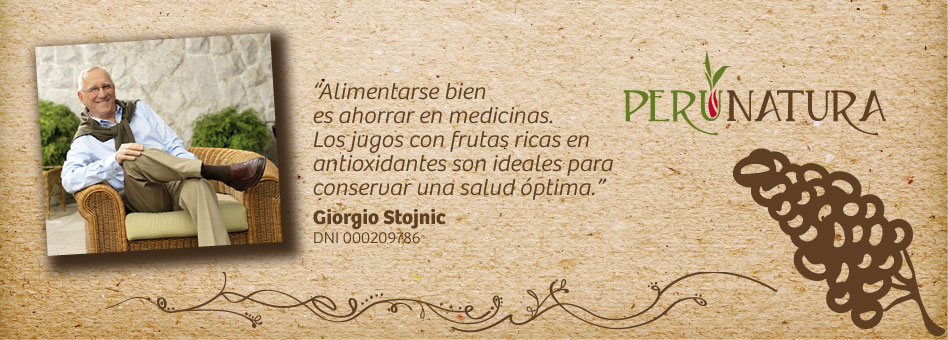 “Alimentarse bien
es ahorrar en medicinas.
Los jugos con frutas ricas en
antioxidantes son ideales para
conservar una salud óptima.”
Giorgio Stojnic
DNI 000209786
PERUNATURA